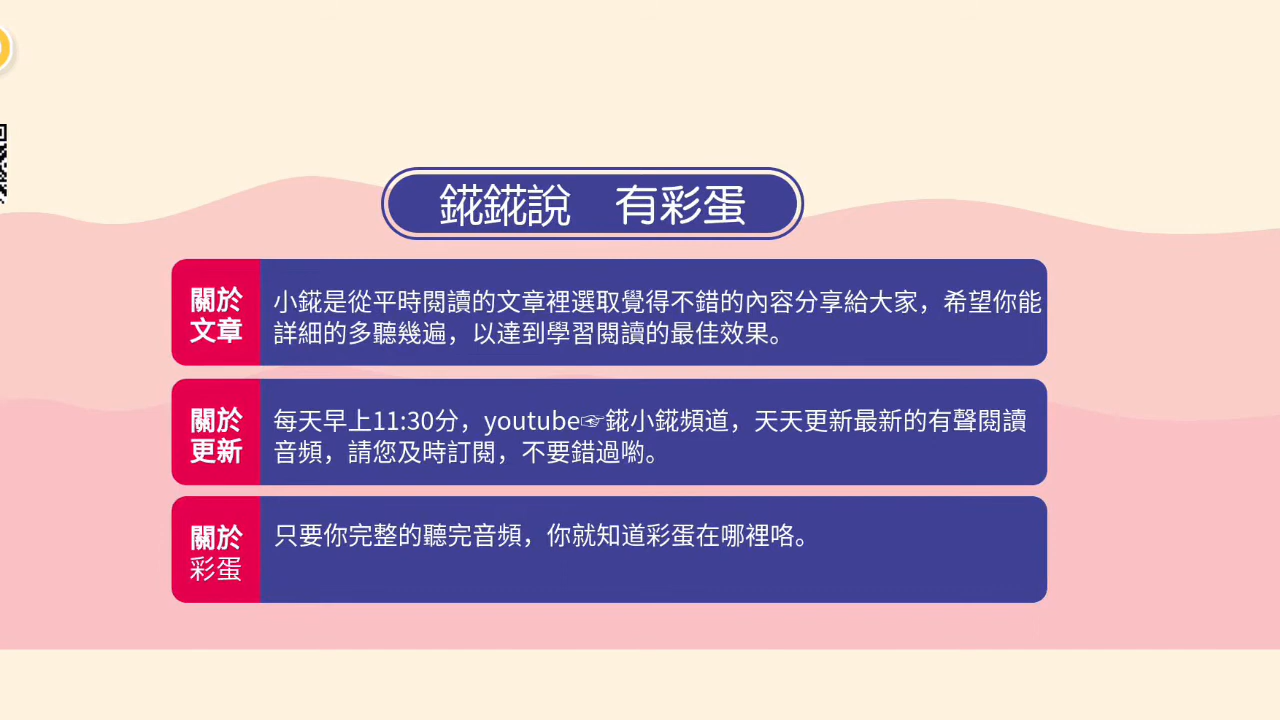 錵錵說 有彩蛋
關於
文章
小錵是從平時閱讀的文章裡選取覺得不錯的內容分享給大家，希望你能
詳細的多聽幾遍，以達到學習閱讀的最佳效果。
關於
更新
每天早上11:30分，youtube☞錵小錵頻道，天天更新最新的有聲閱讀
音頻，請您及時訂閱，不要錯過喲。
關於
彩蛋
只要你完整的聽完音頻，你就知道彩蛋在哪裡咯。